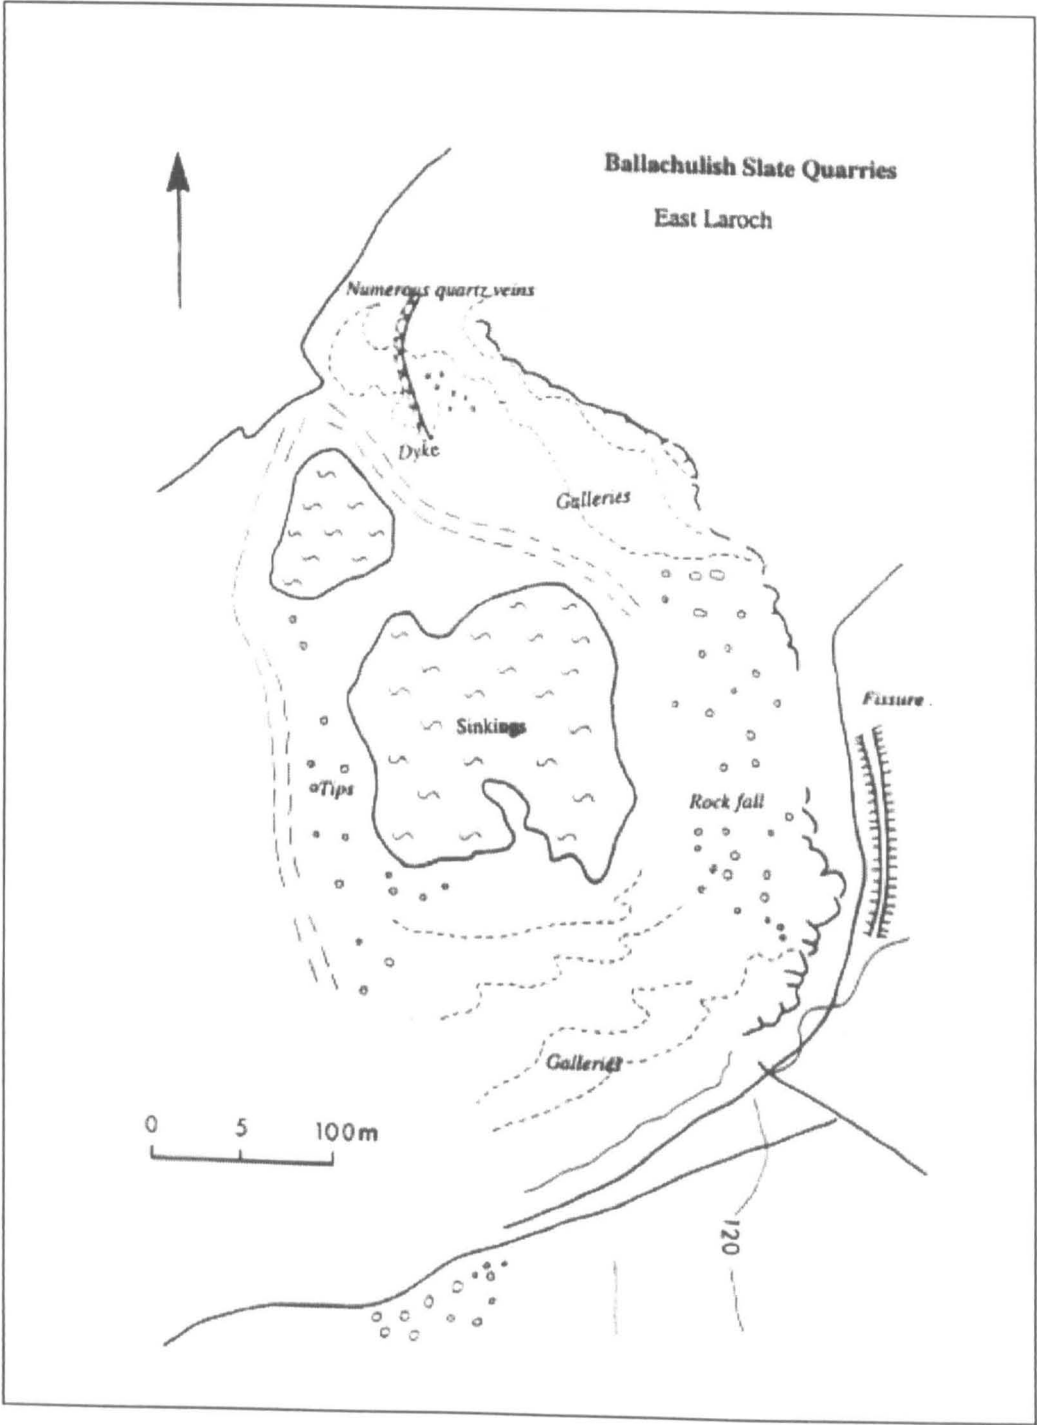 Ballachulish Slate Quarries
East Laroch
Numerous quartz veins
Dyke
Galleries
Fissure
Sinkings
Tips
Rock fall
Galleries
0 5 100m
120